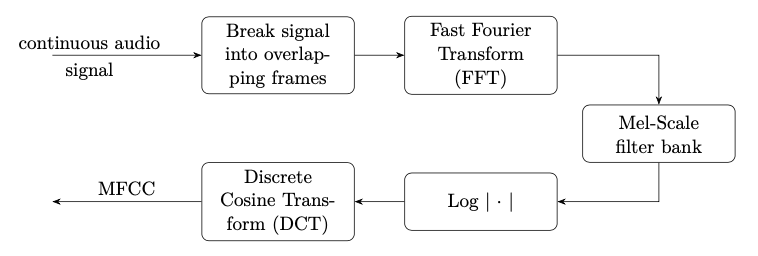 continuous audio
signal
Break signal
into overlap-
ping frames
Fast Fourier
Transform
(FFT)
Mel-Scale
filter bank
Log | · |
Discrete
Cosine Trans-
form (DCT)
MFCC